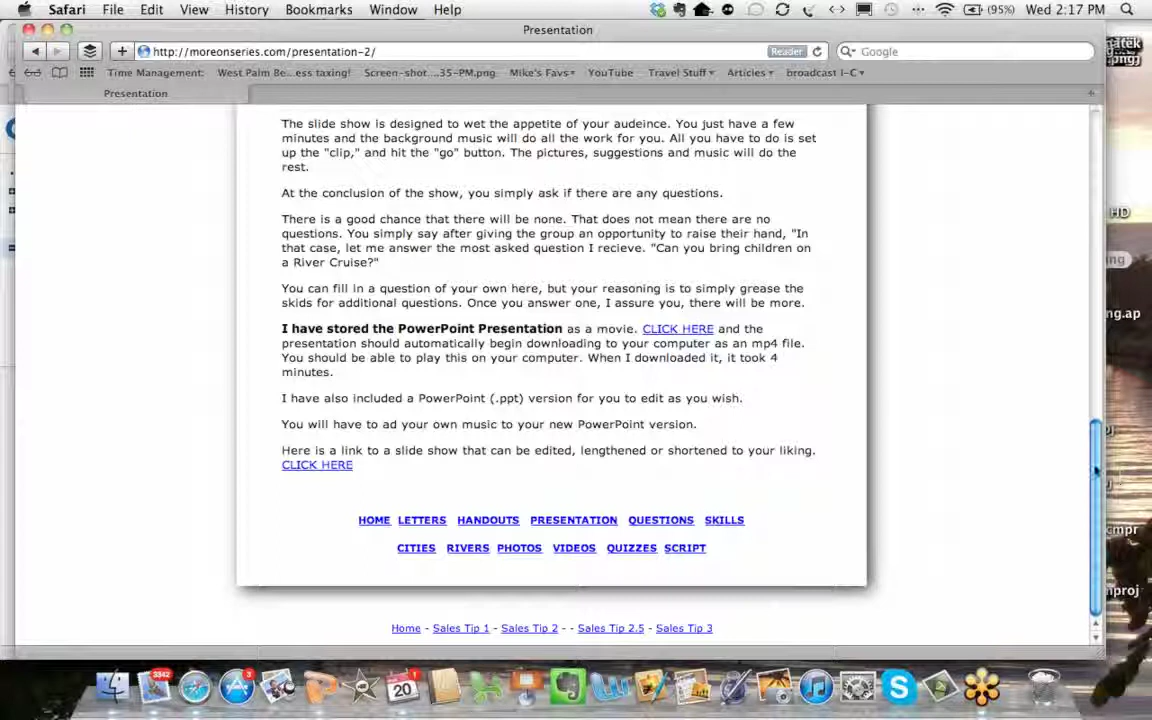 Safari File Edit View History Bookmarks Window Help (95%) Wed 2:17 PM
Presentation
http://moreonseries.com/presentation-2/ Reader Google
Time Management: West Palm Be...ess taxing! Screen-shot ....35-PM.png Mike's Favs YouTube Travel Stuff Articles broadcast I-C
Presentation
The slide show is designed to wet the appetite of your audeince. You just have a few
minutes and the background music will do all the work for you. All you have to do is set
up the "clip," and hit the "go" button. The pictures, suggestions and music will do the
rest.
At the conclusion of the show, you simply ask if there are any questions.
There is a good chance that there will be none. That does not mean there are no
questions. You simply say after giving the group an opportunity to raise their hand, "In
that case, let me answer the most asked question I recieve. "Can you bring children on
a River Cruise?"
HD
You can fill in a question of your own here, but your reasoning is to simply grease the
skids for additional questions. Once you answer one, I assure you, there will be more.
ng.ap
I have stored the PowerPoint Presentation as a movie. CLICK HERE and the
presentation should automatically begin downloading to your computer as an mp4 file.
You should be able to play this on your computer. When I downloaded it, it took 4
minutes.
I have also included a PowerPoint (.ppt) version for you to edit as you wish.
You will have to ad your own music to your new PowerPoint version.
Here is a link to a slide show that can be edited, lengthened or shortened to your liking.
CLICK HERE
HOME LETTERS HANDOUTS PRESENTATION QUESTIONS SKILLS
cmpr
CITIES RIVERS PHOTOS VIDEOS QUIZZES SCRIPT
nproj
Home - Sales Tip 1 - Sales Tip 2 - - Sales Tip 2.5 - Sales Tip 3
3342 3 20 1